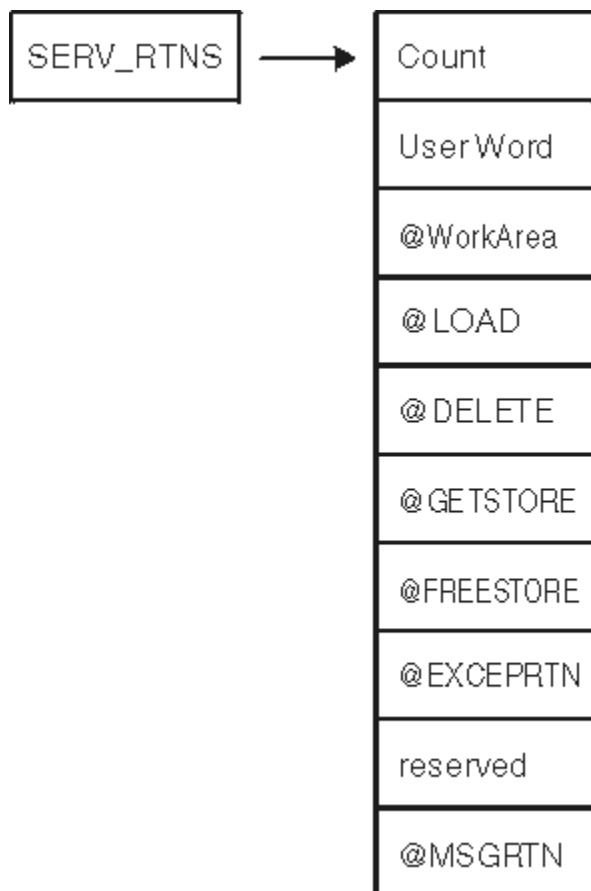 SERV_RTNS
Count
User Word
@WorkArea
@LOAD
@DELETE
@GETSTORE
@FREESTORE
@EXCEPRTN
reserved
@MSGRTN